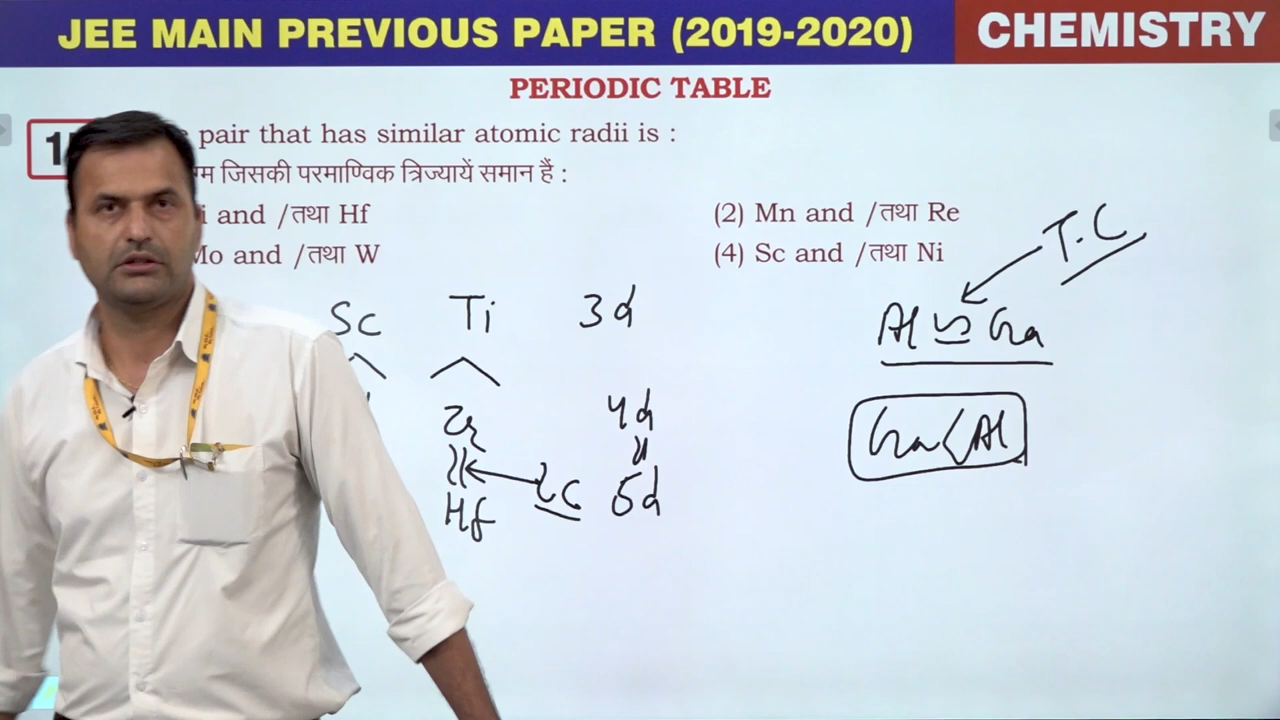 JEE MAIN PREVIOUS PAPER (2019-2020)
CHEMISTRY
PERIODIC TABLE
pair that has similar atomic radii is :
जिसकी परमाण्विक त्रिज्यायें समान हैं :
and /तथा Hf
(2) Mn and /तथा Re
Mo and /तथा W
(4) Sc and /तथा Ni
T.C
Sc Ti 3d
Al ≃ Ga
Zr 4d
Ga < Al
LC
Hf 5d